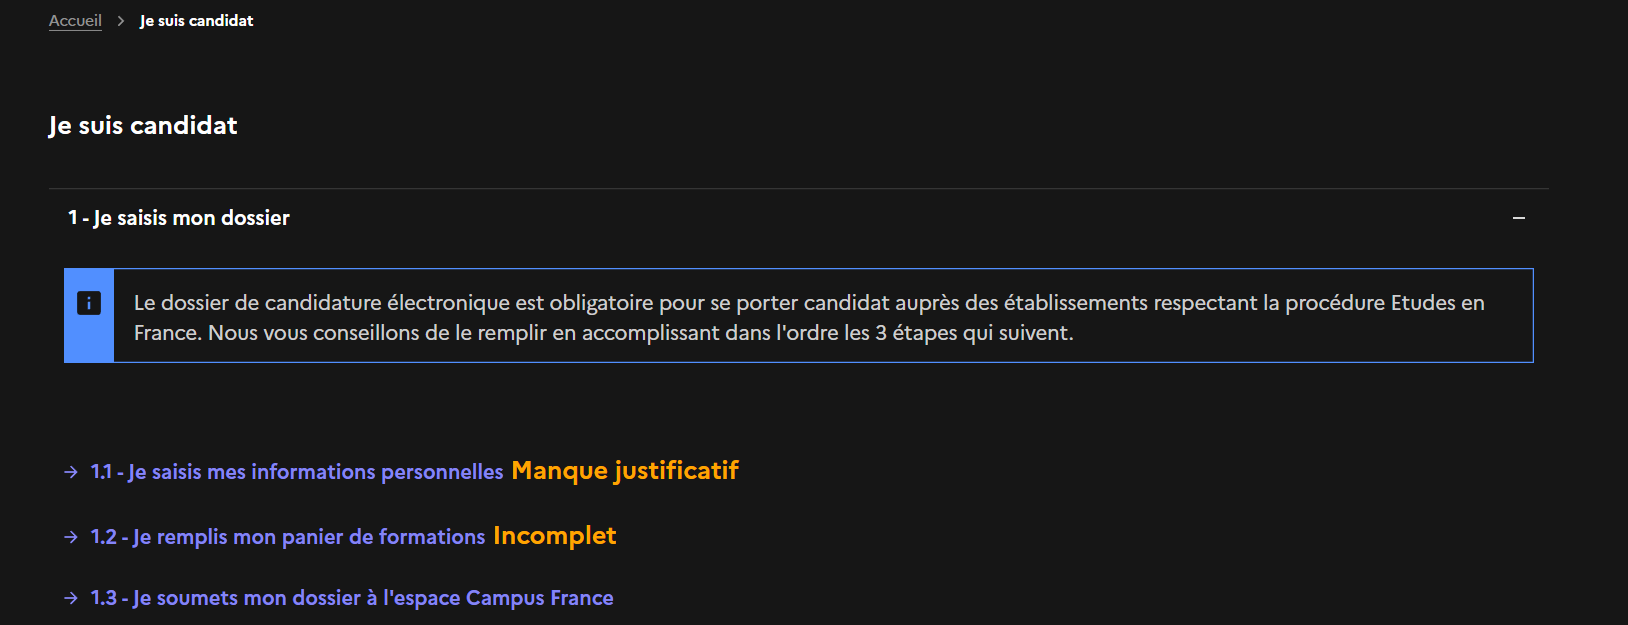 Accueil > Je suis candidat
Je suis candidat
1 - Je saisis mon dossier
Le dossier de candidature électronique est obligatoire pour se porter candidat auprès des établissements respectant la procédure Etudes en
France. Nous vous conseillons de le remplir en accomplissant dans l'ordre les 3 étapes qui suivent.
→ 1.1 - Je saisis mes informations personnelles Manque justificatif
→ 1.2 - Je remplis mon panier de formations Incomplet
→ 1.3 - Je soumets mon dossier à l'espace Campus France